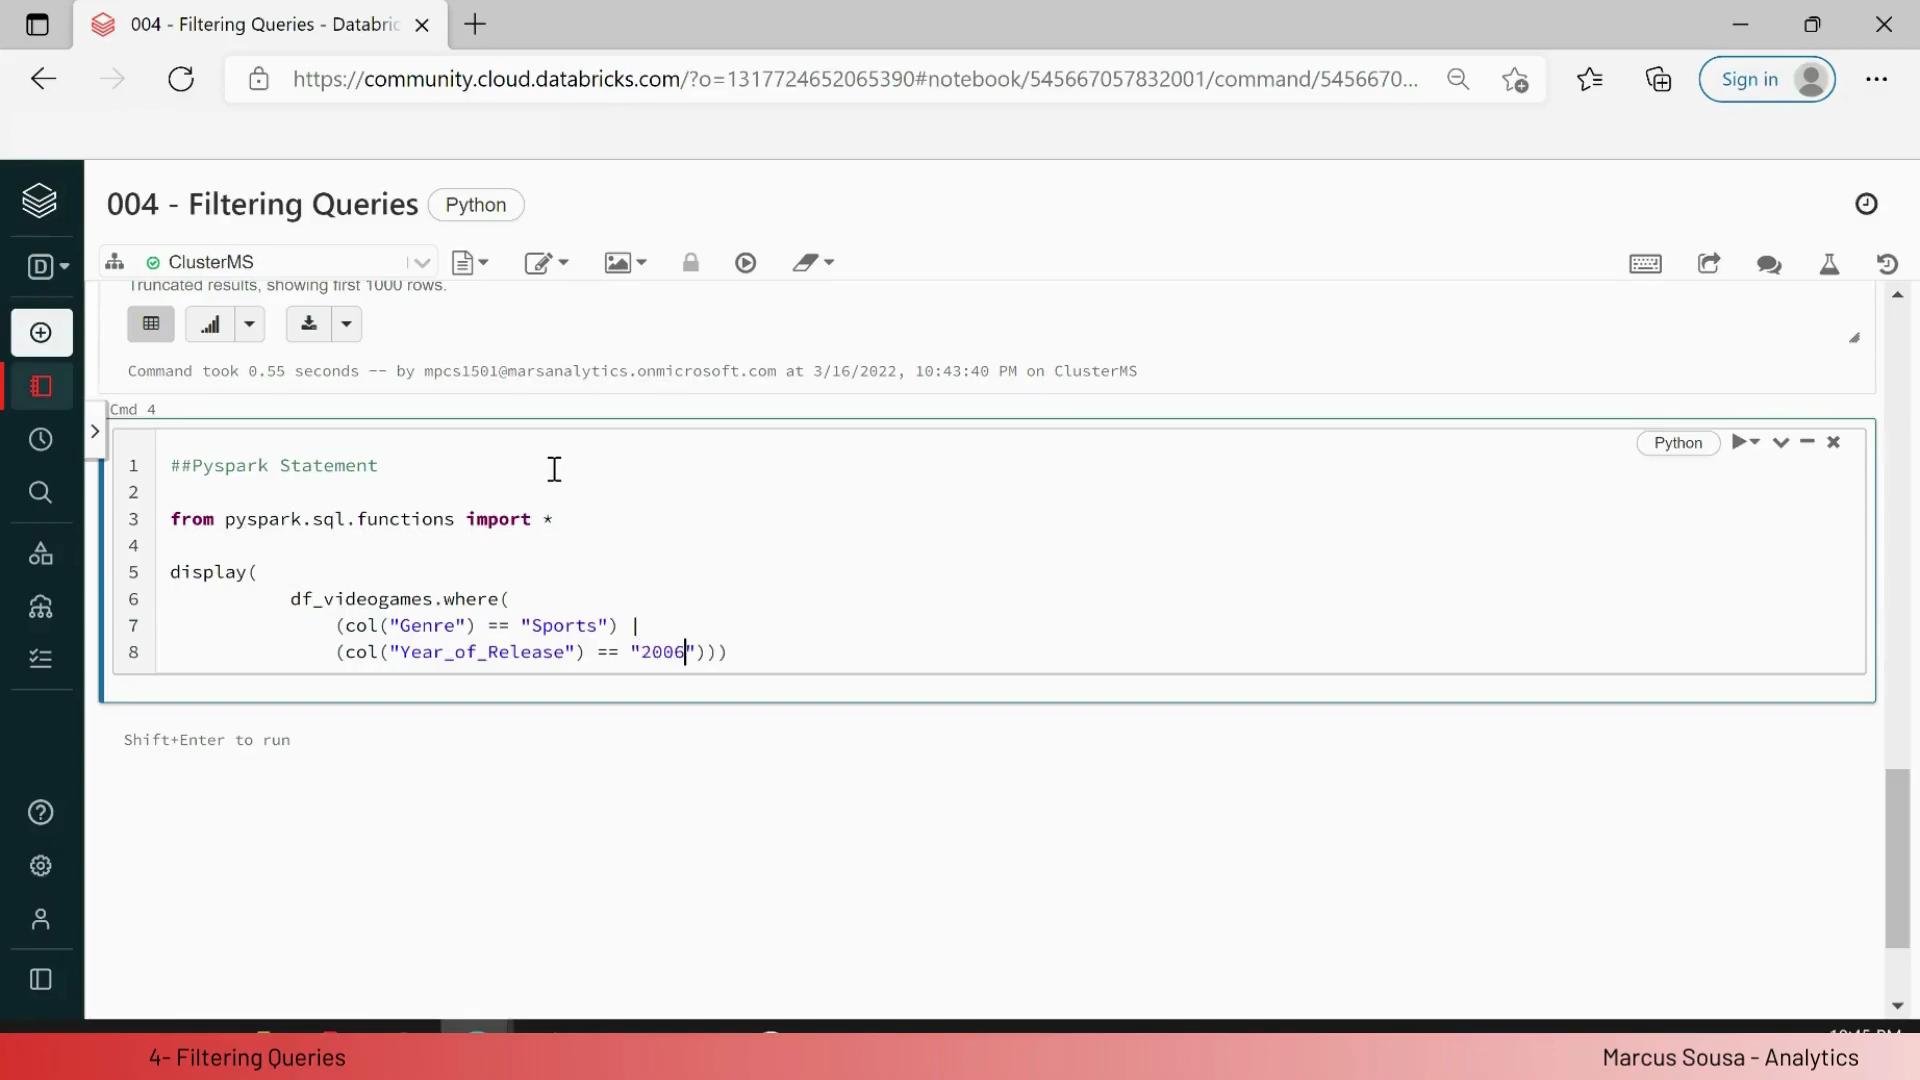 004 - Filtering Queries - Databric
https://community.cloud.databricks.com/?o=1317724652065390#notebook/545667057832001/command/5456670...
Sign in
004 - Filtering Queries
Python
D
ClusterMS
Truncated results, showing first 1000 rows.
Command took 0.55 seconds -- by mpcs1501@marsanalytics.onmicrosoft.com at 3/16/2022, 10:43:40 PM on ClusterMS
Cmd 4
Python
1 ##Pyspark Statement
2
3 from pyspark.sql.functions import *
4
5 display(
6 df_videogames.where(
7 (col("Genre") == "Sports") |
8 (col("Year_of_Release") == "2006")))
Shift+Enter to run
4- Filtering Queries
Marcus Sousa - Analytics